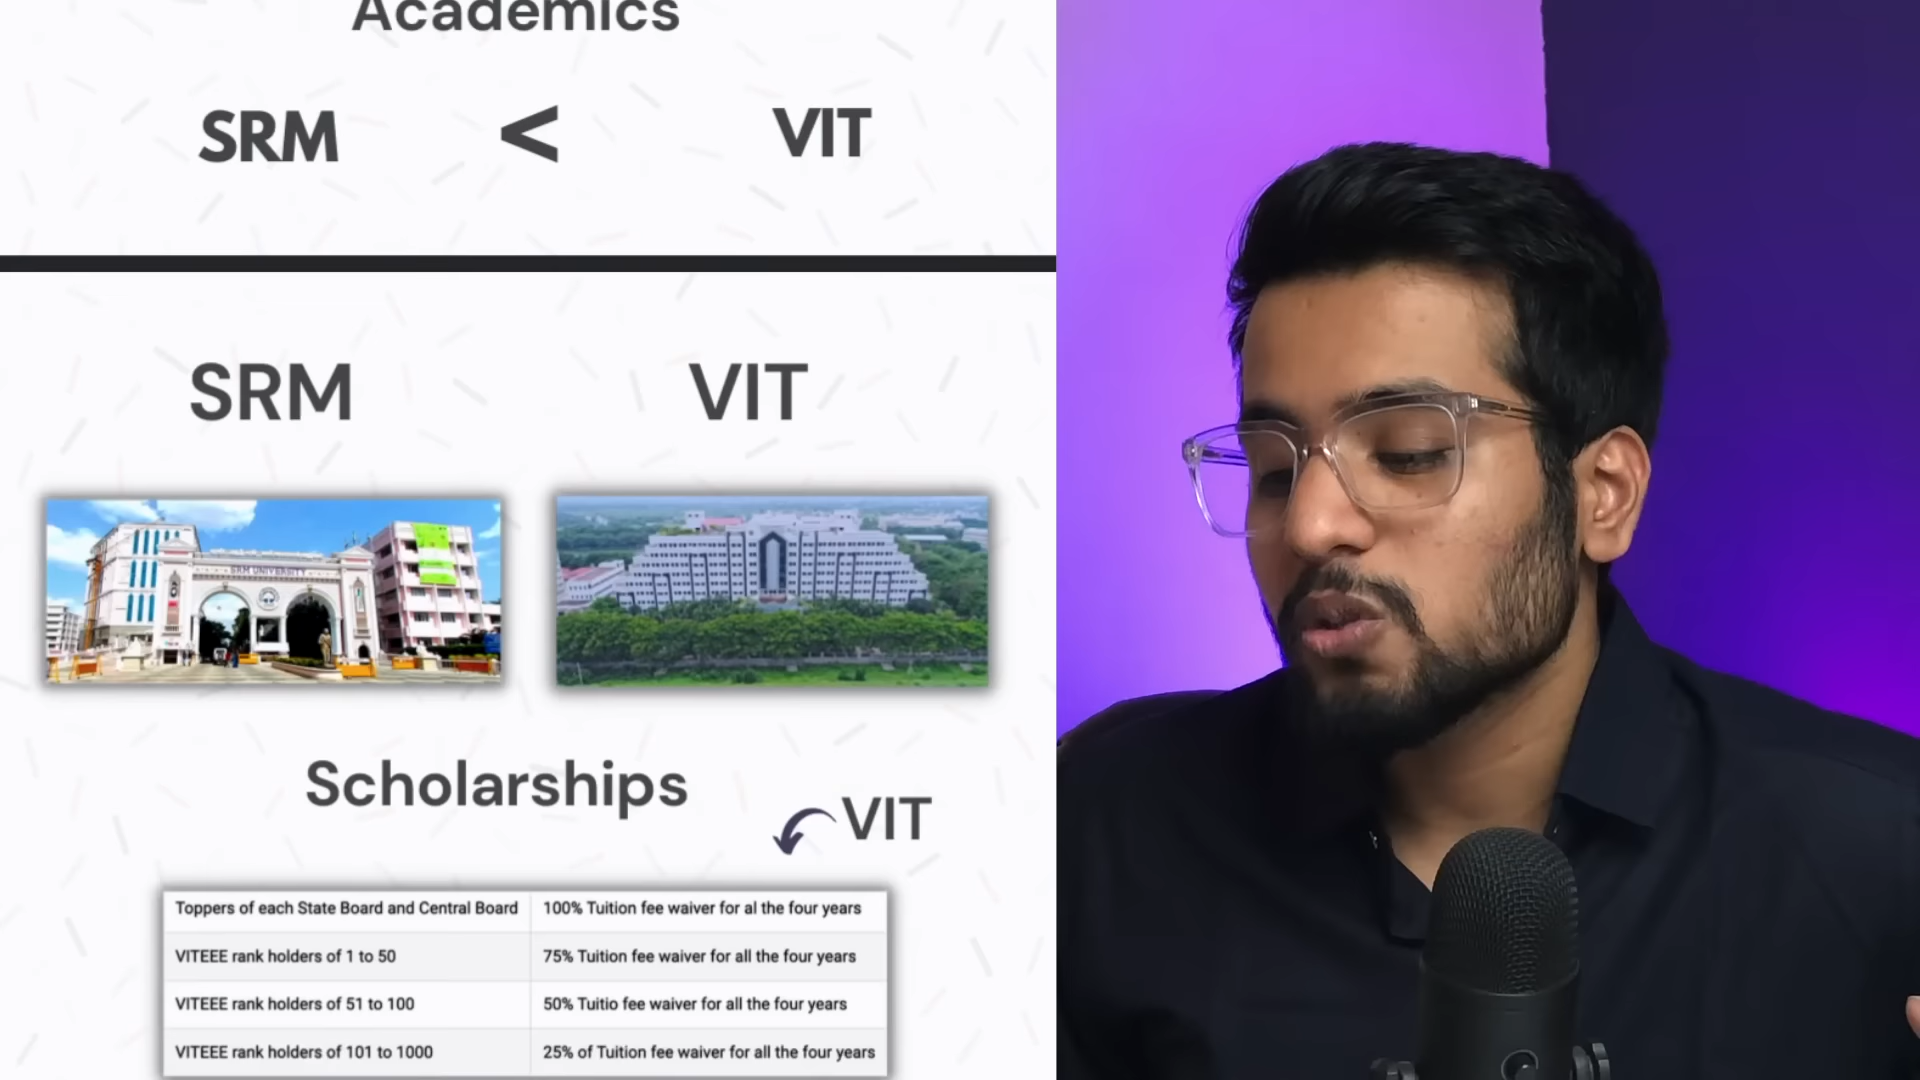 Academics
SRM < VIT
SRM VIT
SRM UNIVERSITY
Scholarships
VIT
Toppers of each State Board and Central Board 100% Tuition fee waiver for al the four years
VITEEE rank holders of 1 to 50 75% Tuition fee waiver for all the four years
VITEEE rank holders of 51 to 100 50% Tuitio fee waiver for all the four years
VITEEE rank holders of 101 to 1000 25% of Tuition fee waiver for all the four years